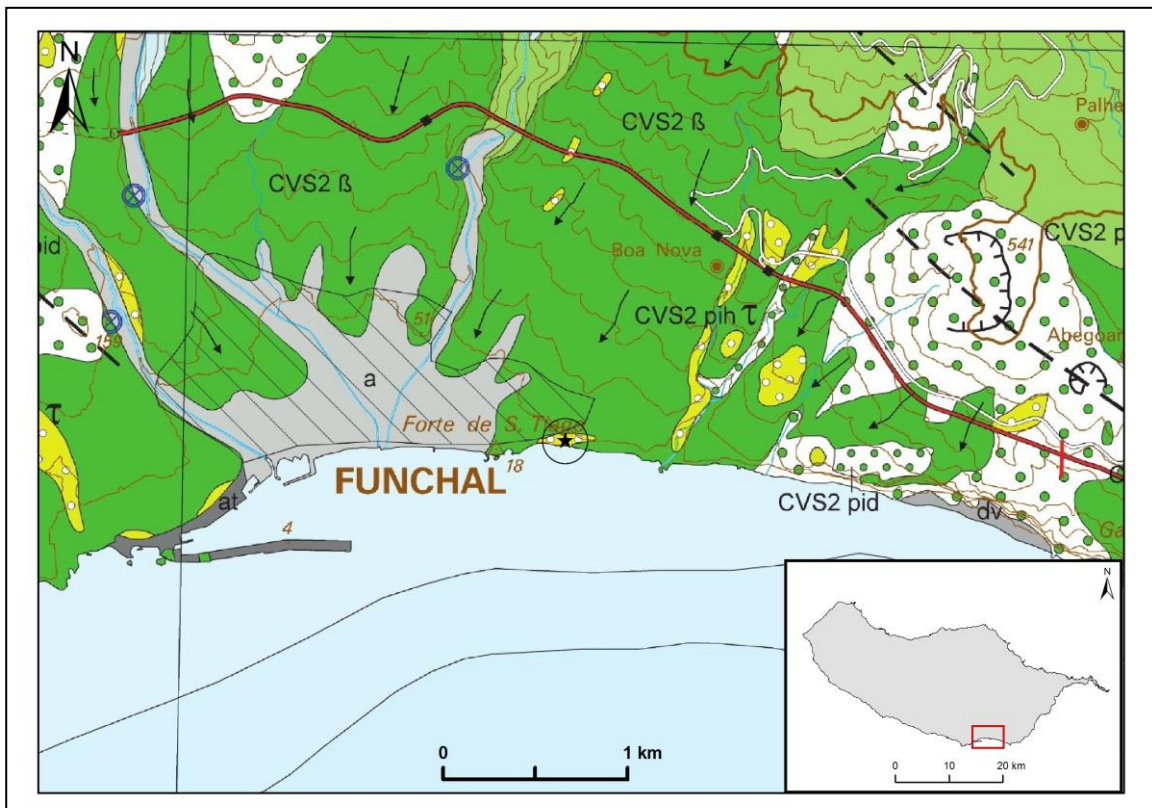 N
CVS2 ß
Palhe
CVS2 ß
541
CVS2 p
pid
Boa Nova
51
CVS2 pih τ
159
Abegoar
a
τ
Forte de S. Tiago
18
FUNCHAL
at
CVS2 pid
dv
Ga
4
0 1 km
N
0 10 20 km